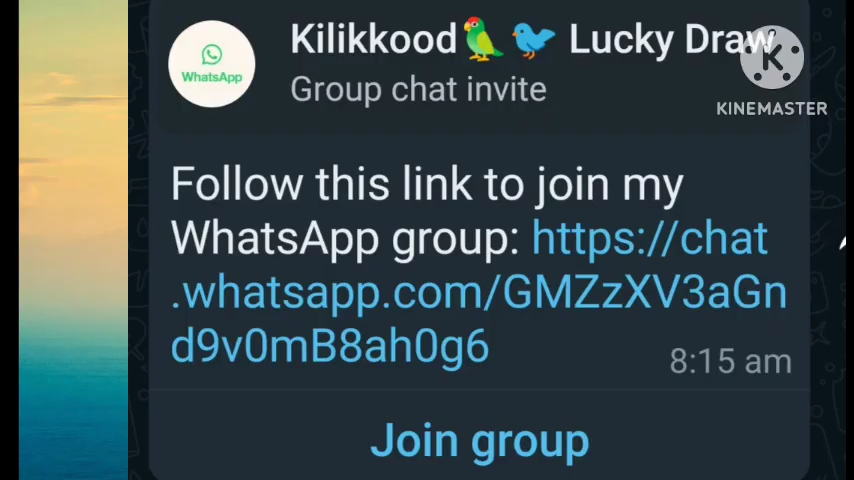 WhatsApp
Kilikkood🦜🐦 Lucky Draw
Group chat invite
KINEMASTER
Follow this link to join my
WhatsApp group: https://chat
.whatsapp.com/GMZzXV3aGn
d9v0mB8ah0g6
8:15 am
Join group